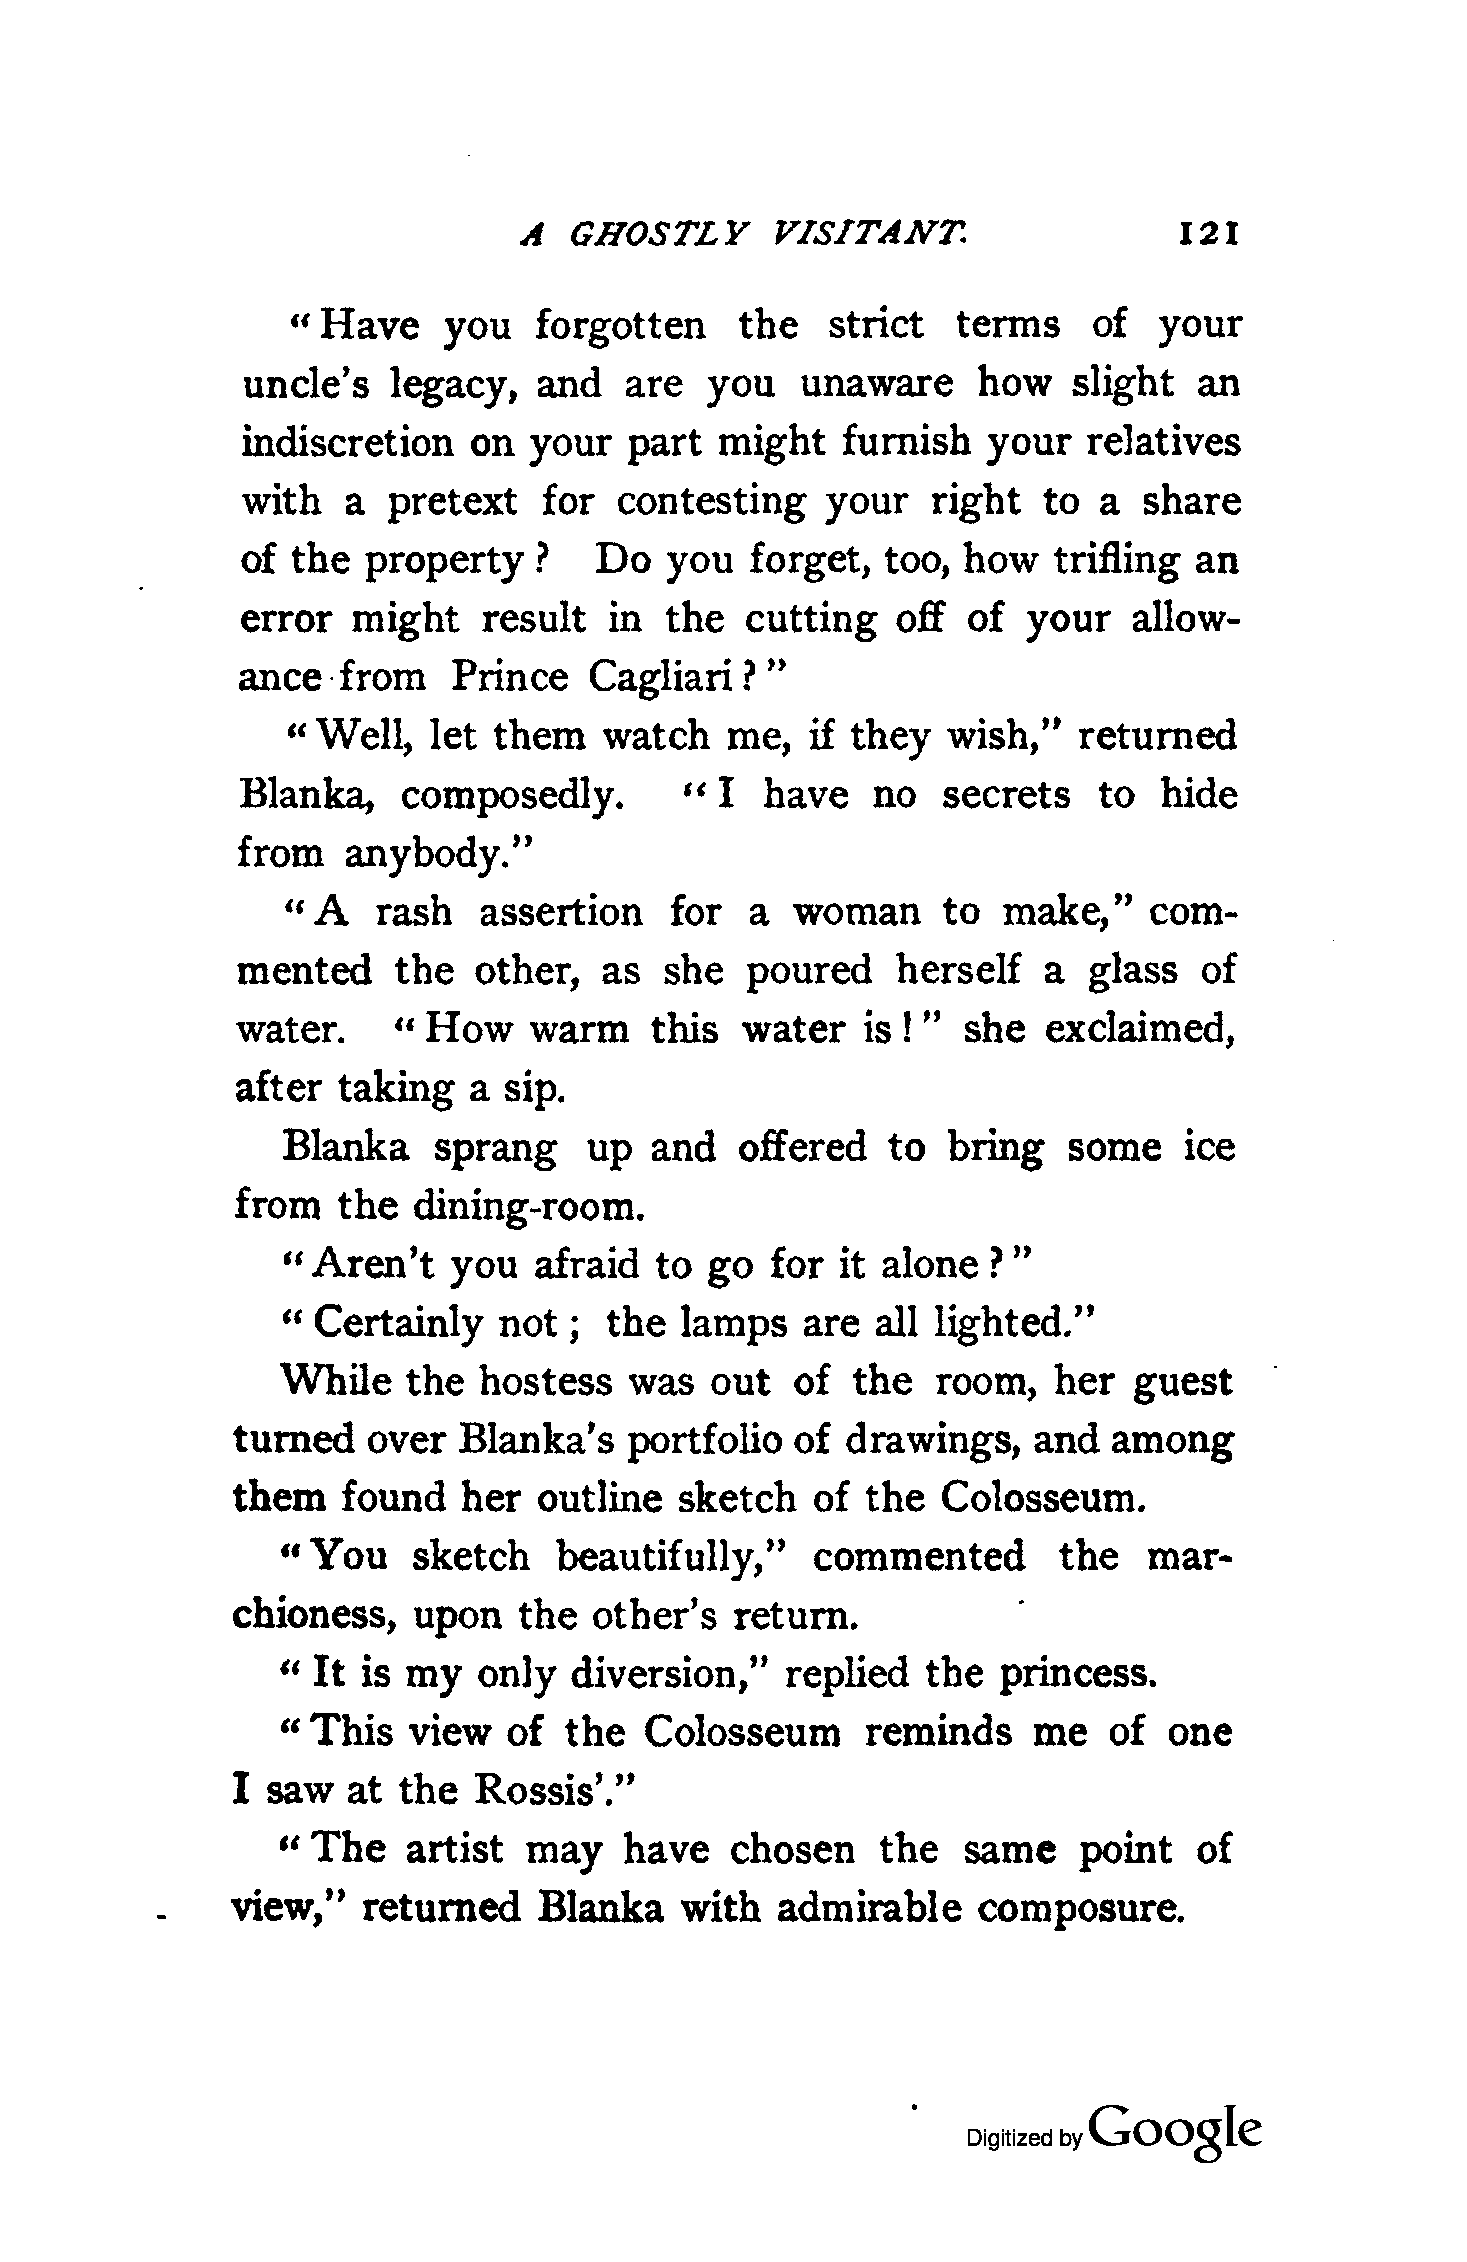 A GHOSTLY VISITANT. 121
“Have you forgotten the strict terms of your
uncle’s legacy, and are you unaware how slight an
indiscretion on your part might furnish your relatives
with a pretext for contesting your right to a share
of the property? Do you forget, too, how trifling an
error might result in the cutting off of your allow-
ance from Prince Cagliari?”
“Well, let them watch me, if they wish,” returned
Blanka, composedly. “I have no secrets to hide
from anybody.”
“A rash assertion for a woman to make,” com-
mented the other, as she poured herself a glass of
water. “How warm this water is!” she exclaimed,
after taking a sip.
Blanka sprang up and offered to bring some ice
from the dining-room.
“Aren’t you afraid to go for it alone?”
“Certainly not; the lamps are all lighted.”
While the hostess was out of the room, her guest
turned over Blanka’s portfolio of drawings, and among
them found her outline sketch of the Colosseum.
“You sketch beautifully,” commented the mar-
chioness, upon the other’s return.
“It is my only diversion,” replied the princess.
“This view of the Colosseum reminds me of one
I saw at the Rossis’.”
“The artist may have chosen the same point of
view,” returned Blanka with admirable composure.
Digitized by Google